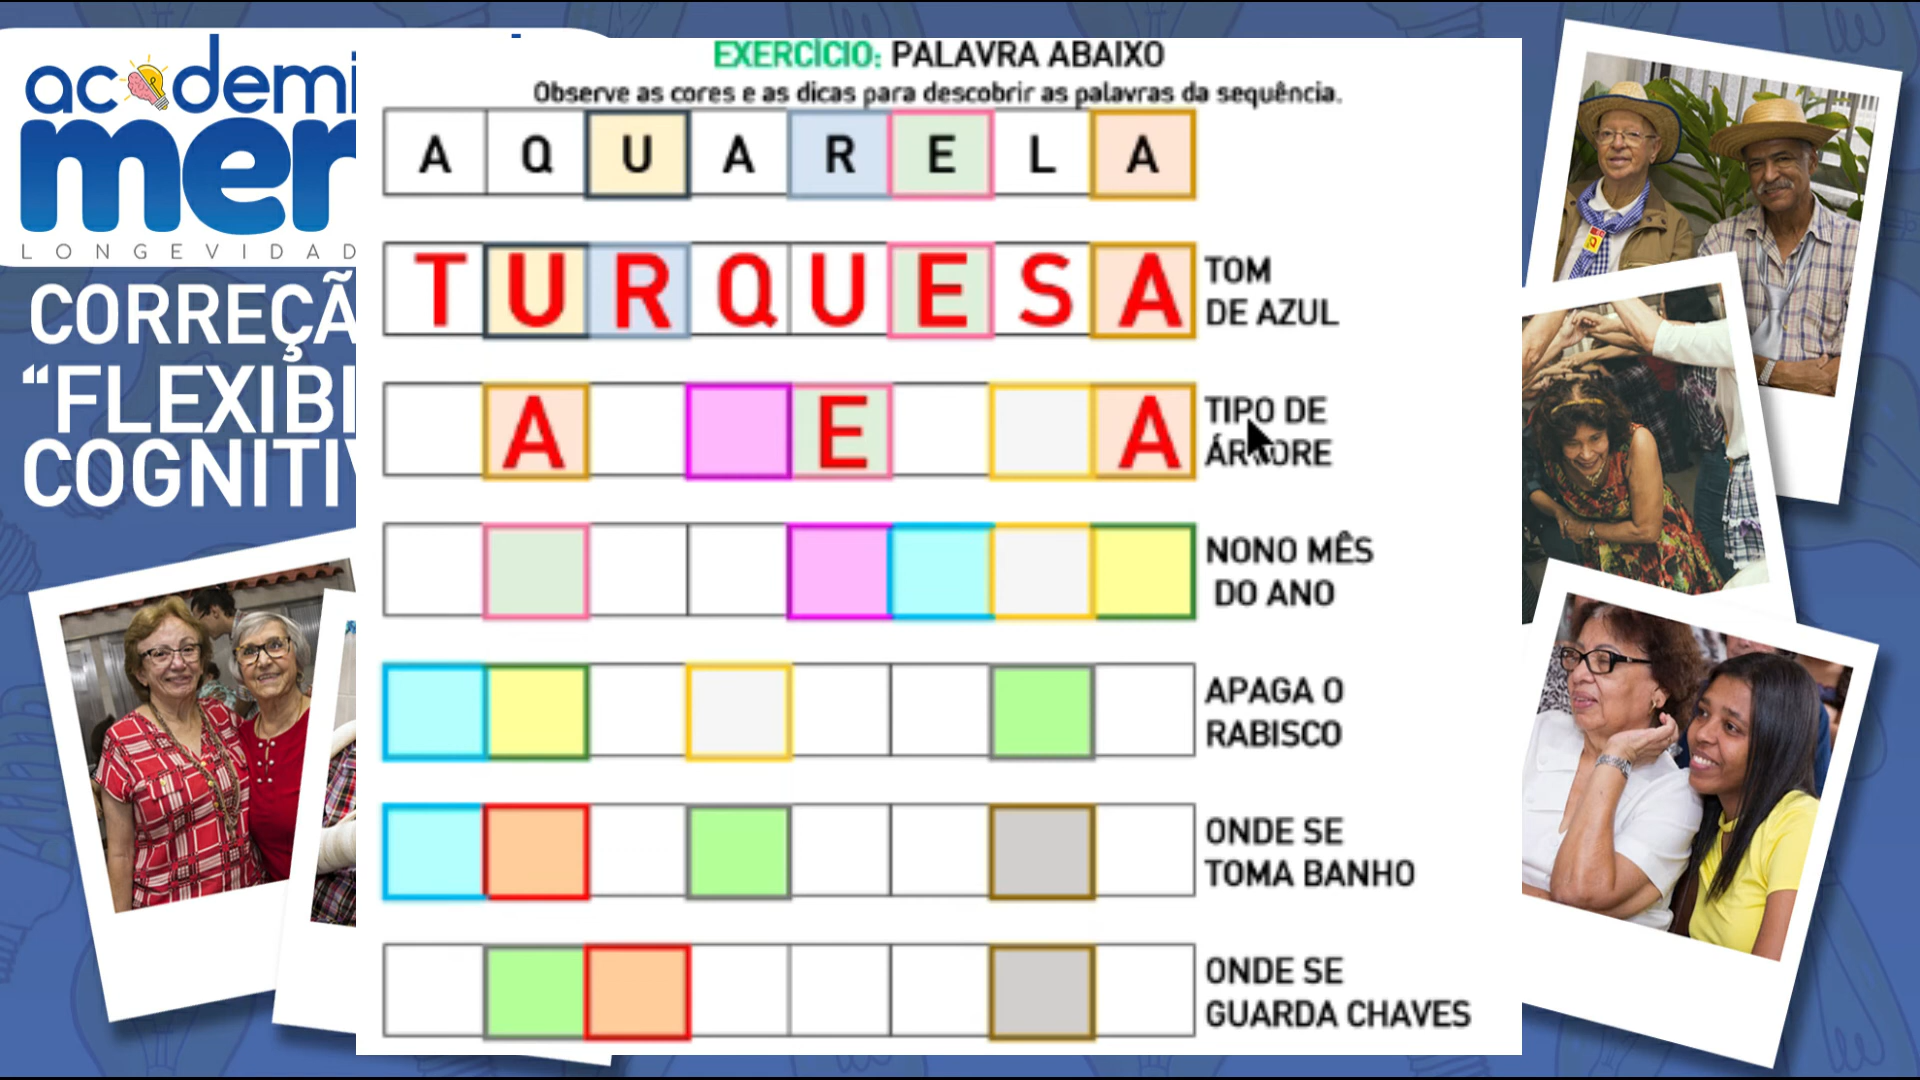 academi
mer
LONGEVIDAD
CORREÇÃ
“FLEXIBI
COGNITI
EXERCÍCIO: PALAVRA ABAIXO
Observe as cores e as dicas para descobrir as palavras da sequência.
A Q U A R E L A
T U R Q U E S A
TOM
DE AZUL
A E A
TIPO DE
ÁRVORE
NONO MÊS
DO ANO
APAGA O
RABISCO
ONDE SE
TOMA BANHO
ONDE SE
GUARDA CHAVES